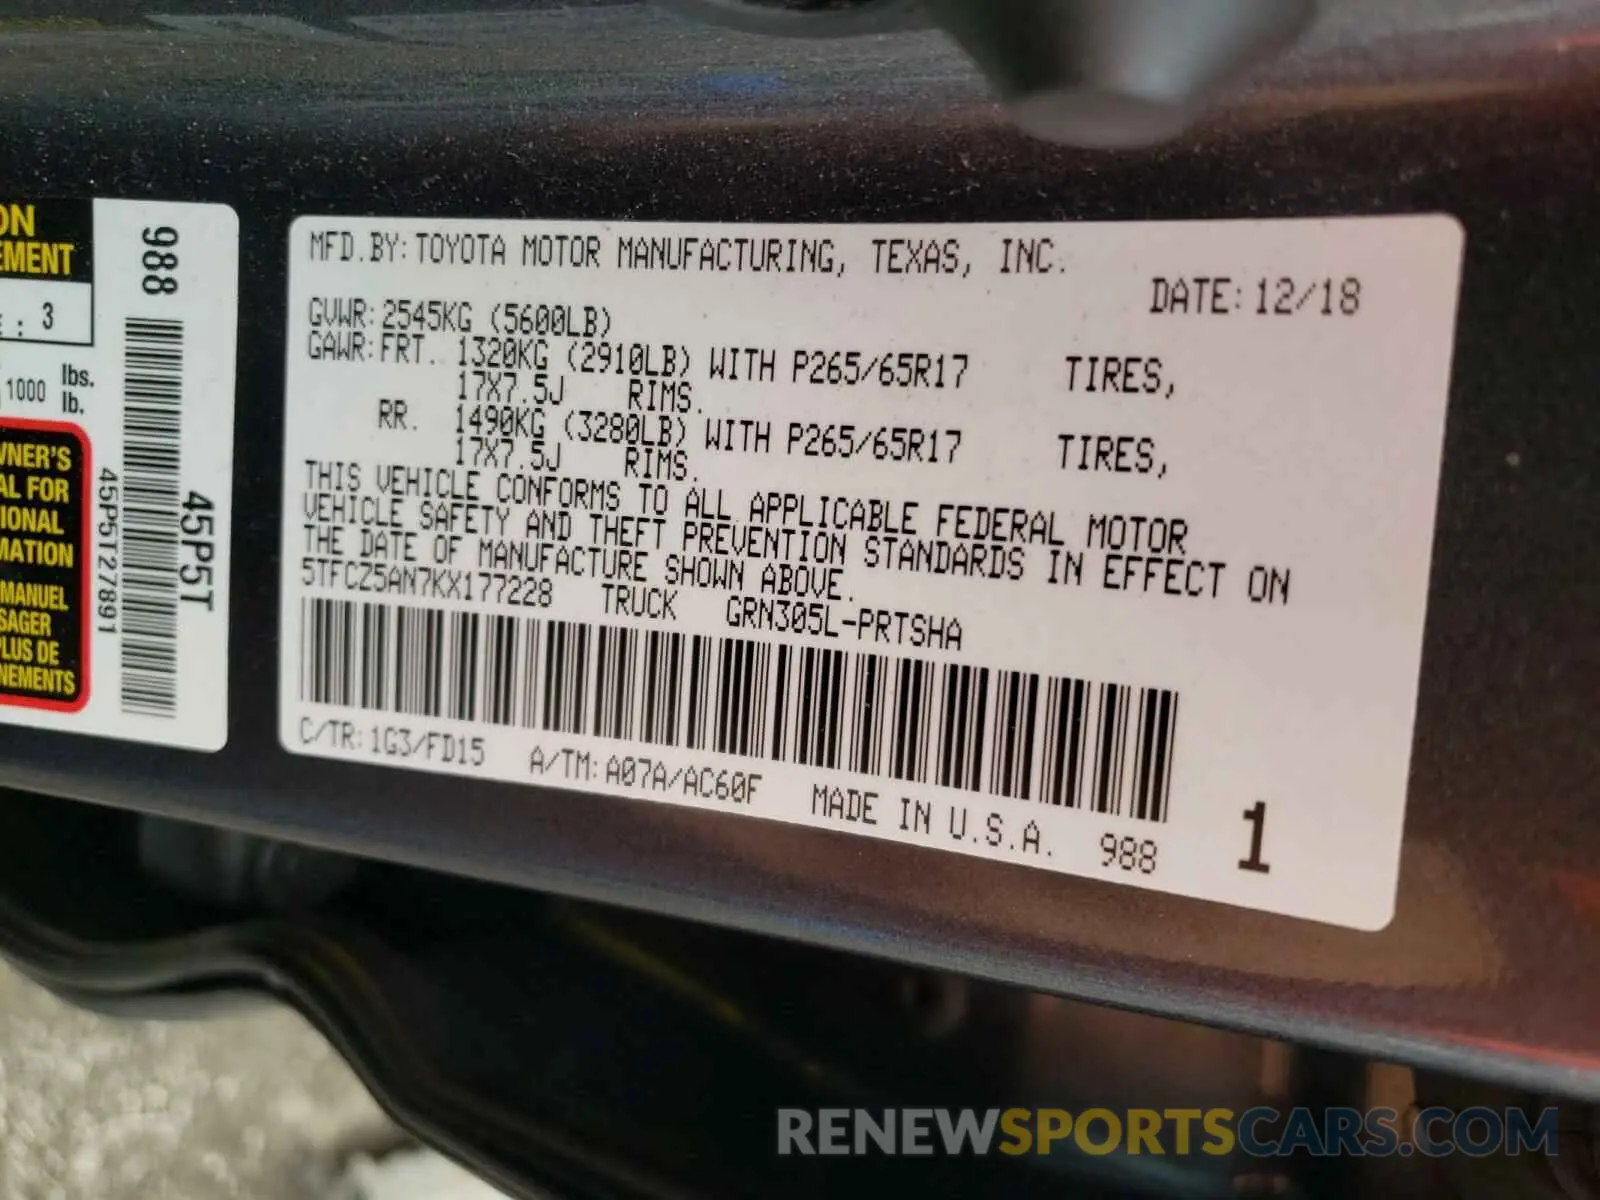 ON
EMENT
: 3
1000 lbs.
lb.
WNER'S
AL FOR
TIONAL
MATION
MANUEL
SAGER
PLUS DE
NEMENTS
988
45P5T
45P5T27891
MFD.BY:TOYOTA MOTOR MANUFACTURING, TEXAS, INC.
DATE:12/18
GVWR:2545KG (5600LB)
GAWR:FRT. 1320KG (2910LB) WITH P265/65R17 TIRES,
17X7.5J RIMS.
RR. 1490KG (3280LB) WITH P265/65R17 TIRES,
17X7.5J RIMS.
THIS VEHICLE CONFORMS TO ALL APPLICABLE FEDERAL MOTOR
VEHICLE SAFETY AND THEFT PREVENTION STANDARDS IN EFFECT ON
THE DATE OF MANUFACTURE SHOWN ABOVE.
5TFCZ5AN7KX177228 TRUCK GRN305L-PRTSHA
C/TR:1G3/FD15 A/TM:A07A/AC60F MADE IN U.S.A. 988
1
RENEWSPORTSCARS.COM